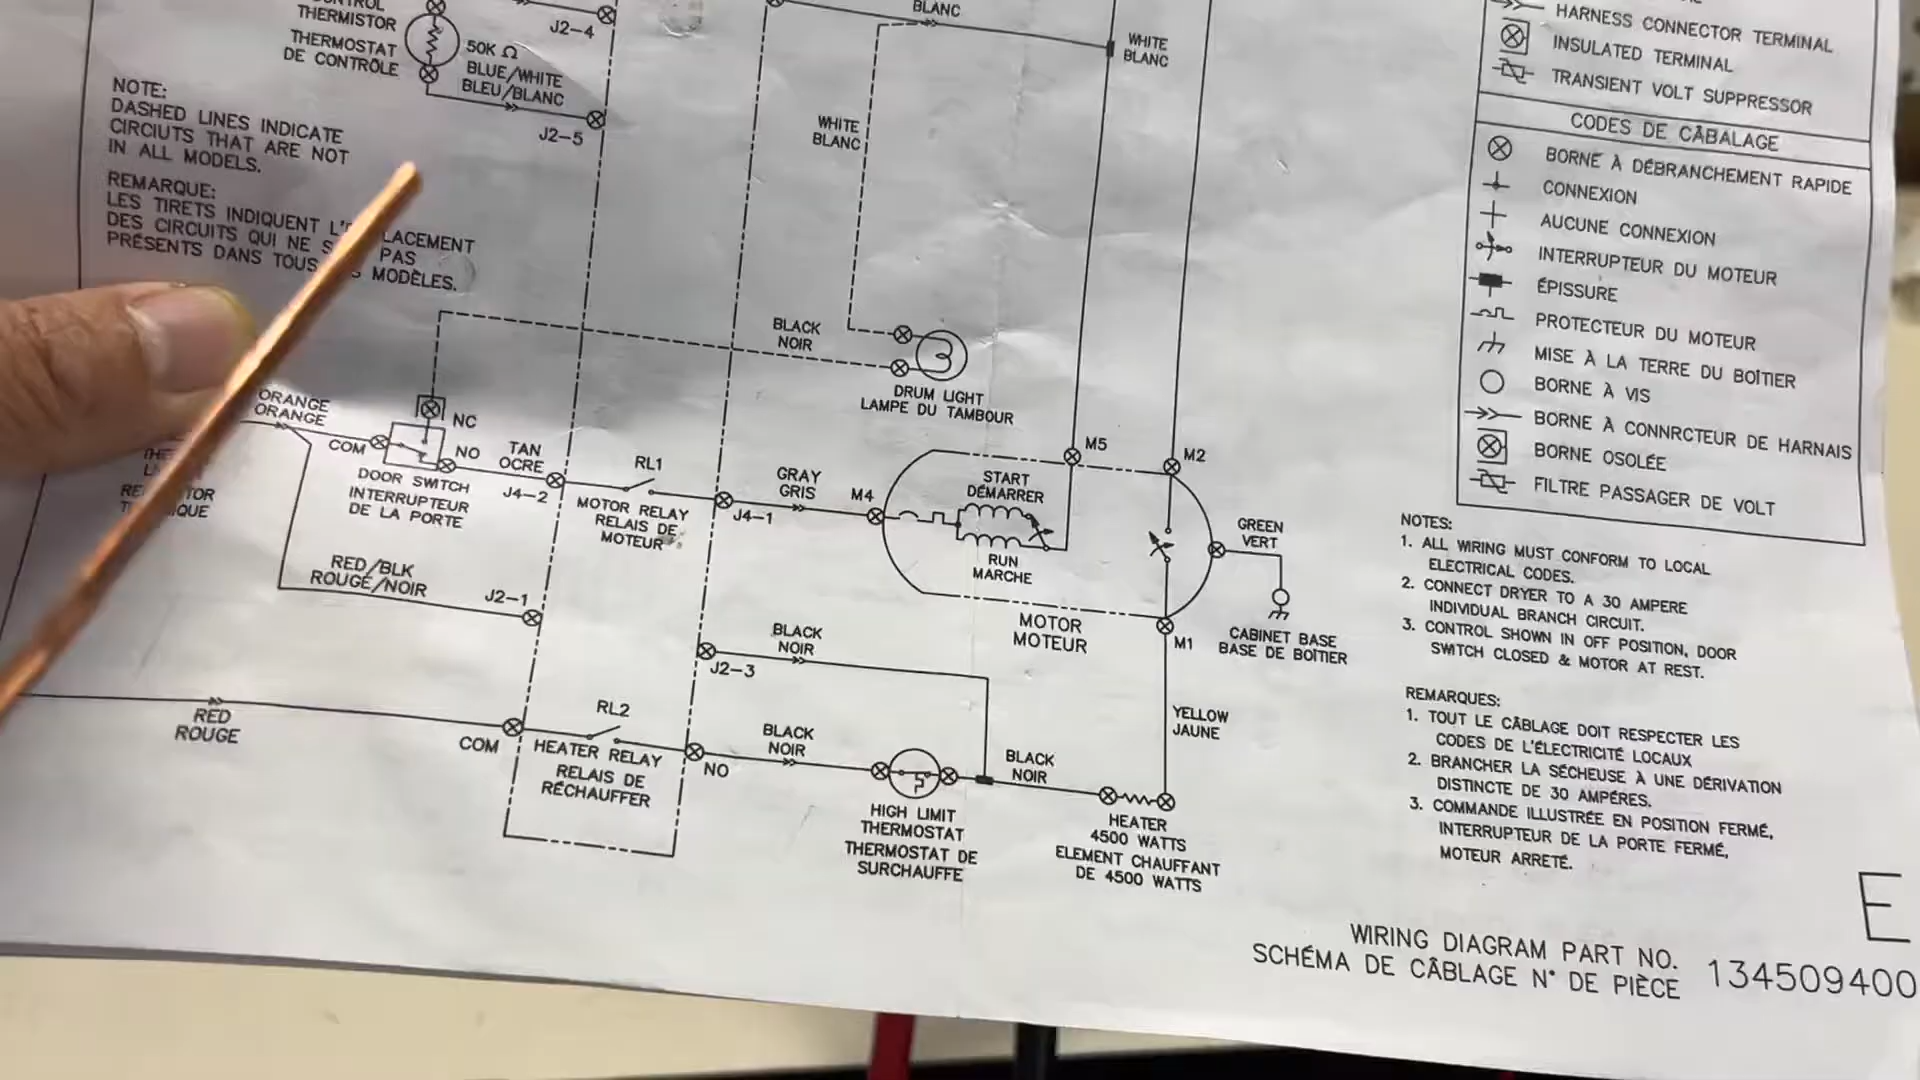 THERMISTOR
THERMOSTAT
DE CONTRÔLE
50K Ω
BLUE/WHITE
BLEU/BLANC
J2-4
J2-5
NOTE:
DASHED LINES INDICATE
CIRCIUTS THAT ARE NOT
IN ALL MODELS.
REMARQUE:
LES TIRETS INDIQUENT
DES CIRCUITS QUI NE PAS
PRÉSENTS DANS MODÈLES.
BLANC
WHITE
BLANC
WHITE
BLANC
BLACK
NOIR
DRUM LIGHT
LAMPE DU TAMBOUR
ORANGE
ORANGE
COM
NC
NO
DOOR SWITCH
INTERRUPTEUR
DE LA PORTE
TAN
OCRE
J4-2
RL1
MOTOR RELAY
RELAIS DE
MOTEUR
J4-1
GRAY
GRIS
M4
START
DÉMARRER
RUN
MARCHE
M5
M2
MOTOR
MOTEUR
M1
GREEN
VERT
CABINET BASE
BASE DE BOÎTIER
RED/BLK
ROUGE/NOIR
J2-1
J2-3
BLACK
NOIR
RED
ROUGE
COM
RL2
HEATER RELAY
RELAIS DE
RÉCHAUFFER
NO
BLACK
NOIR
HIGH LIMIT
THERMOSTAT
THERMOSTAT DE
SURCHAUFFE
BLACK
NOIR
YELLOW
JAUNE
HEATER
4500 WATTS
ELEMENT CHAUFFANT
DE 4500 WATTS
HARNESS CONNECTOR TERMINAL
INSULATED TERMINAL
TRANSIENT VOLT SUPPRESSOR
CODES DE CÂBALAGE
BORNE À DÉBRANCHEMENT RAPIDE
CONNEXION
AUCUNE CONNEXION
INTERRUPTEUR DU MOTEUR
ÉPISSURE
PROTECTEUR DU MOTEUR
MISE À LA TERRE DU BOÎTIER
BORNE À VIS
BORNE À CONNRCTEUR DE HARNAIS
BORNE OSOLÉE
FILTRE PASSAGER DE VOLT
NOTES:
1. ALL WIRING MUST CONFORM TO LOCAL
ELECTRICAL CODES.
2. CONNECT DRYER TO A 30 AMPERE
INDIVIDUAL BRANCH CIRCUIT.
3. CONTROL SHOWN IN OFF POSITION, DOOR
SWITCH CLOSED & MOTOR AT REST.
REMARQUES:
1. TOUT LE CÂBLAGE DOIT RESPECTER LES
CODES DE L'ÉLECTRICITÉ LOCAUX
2. BRANCHER LA SÉCHEUSE À UNE DÉRIVATION
DISTINCTE DE 30 AMPÉRES.
3. COMMANDE ILLUSTRÉE EN POSITION FERMÉ,
INTERRUPTEUR DE LA PORTE FERMÉ,
MOTEUR ARRETÉ.
E
WIRING DIAGRAM PART NO.
SCHÉMA DE CÂBLAGE N° DE PIÈCE
134509400